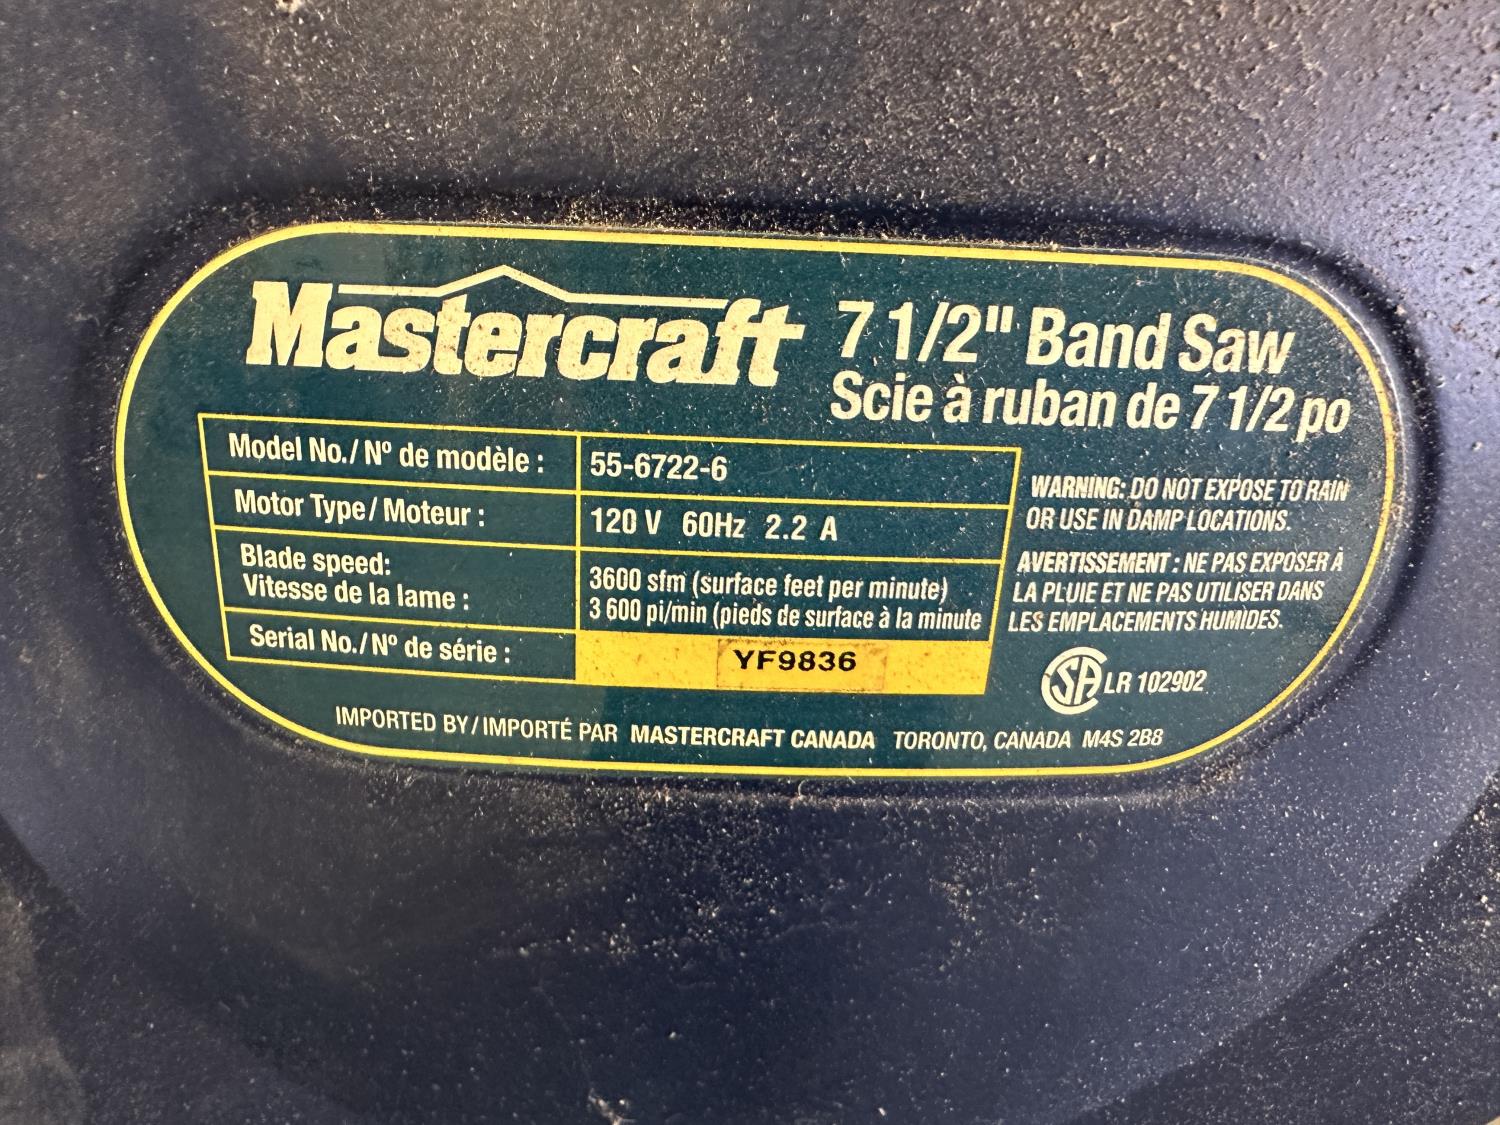 Mastercraft
7 1/2" Band Saw
Scie à ruban de 7 1/2 po
Model No./ Nº de modèle : 55-6722-6
Motor Type / Moteur : 120 V 60Hz 2.2 A
Blade speed: 3600 sfm (surface feet per minute)
Vitesse de la lame : 3 600 pi/min (pieds de surface à la minute
Serial No./ Nº de série : YF9836
WARNING: DO NOT EXPOSE TO RAIN
OR USE IN DAMP LOCATIONS.
AVERTISSEMENT : NE PAS EXPOSER À
LA PLUIE ET NE PAS UTILISER DANS
LES EMPLACEMENTS HUMIDES.
SA LR 102902
IMPORTED BY / IMPORTÉ PAR MASTERCRAFT CANADA TORONTO, CANADA M4S 2B8